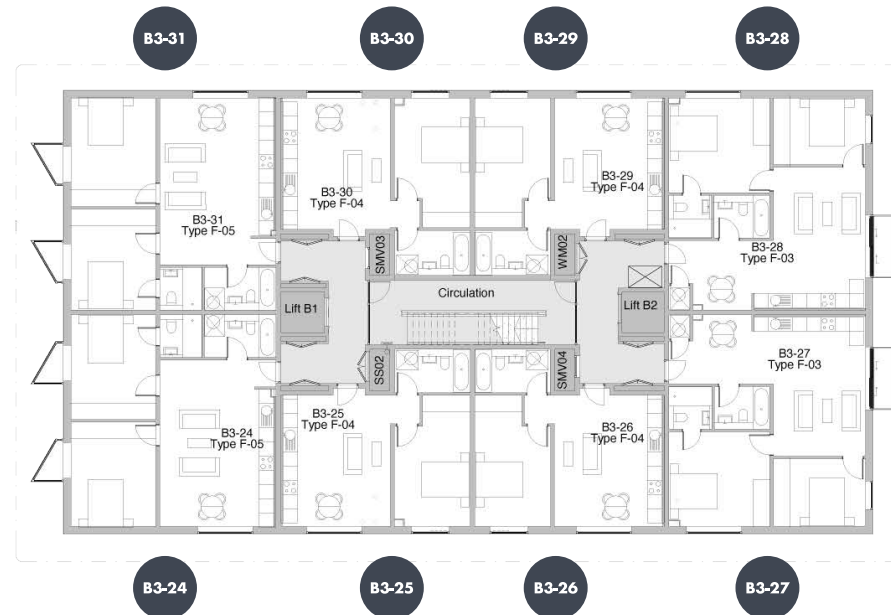 B3-31
B3-30
B3-29
B3-28
B3-30
Type F-04
B3-29
Type F-04
B3-31
Type F-05
SMV03
WM02
B3-28
Type F-03
Circulation
Lift B1
Lift B2
SS02
SMV04
B3-27
Type F-03
B3-25
Type F-04
B3-26
Type F-04
B3-24
Type F-05
B3-24
B3-25
B3-26
B3-27